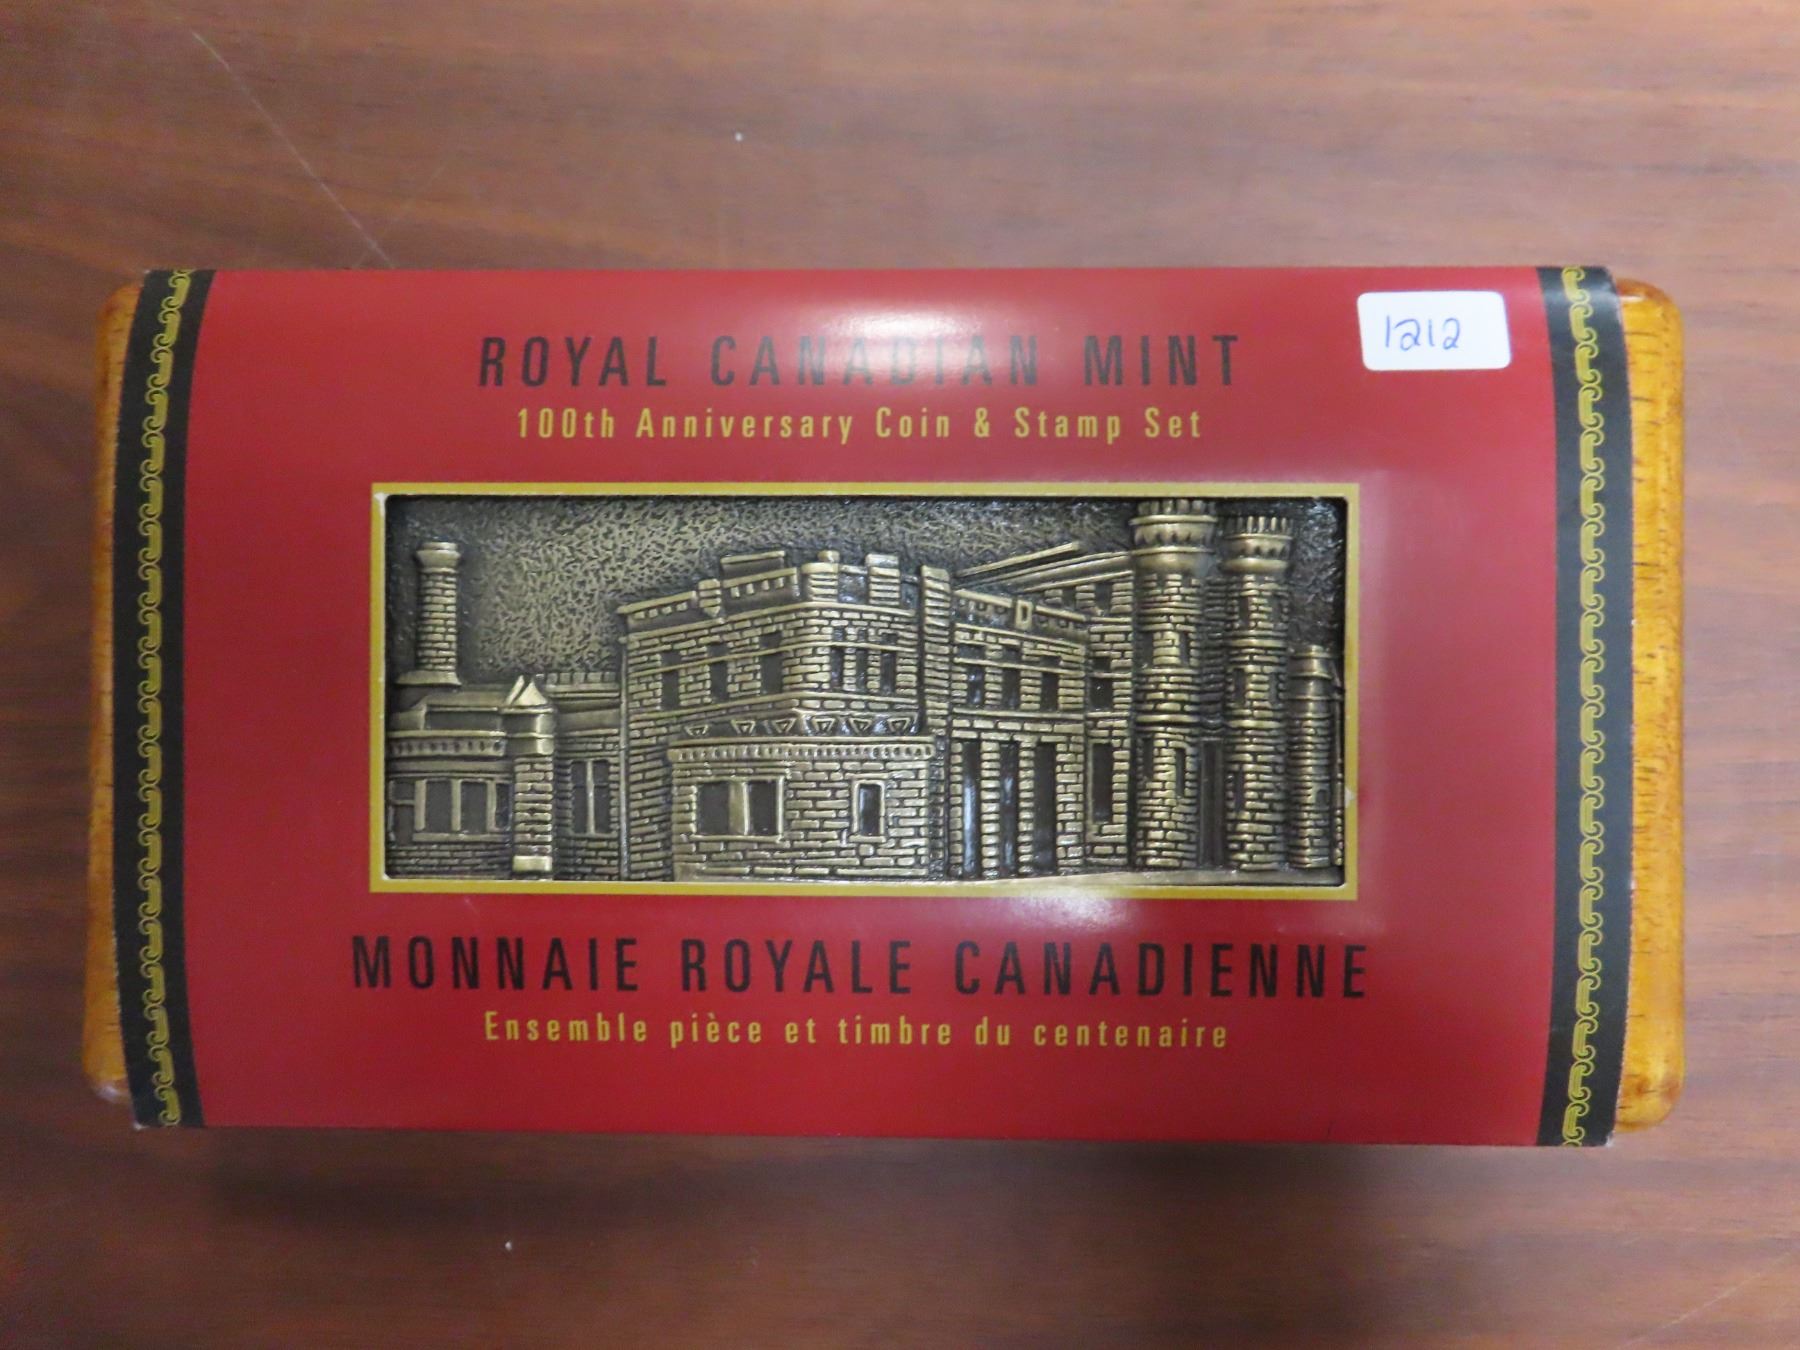 ROYAL CANADIAN MINT
1212
100th Anniversary Coin & Stamp Set
MONNAIE ROYALE CANADIENNE
Ensemble pièce et timbre du centenaire